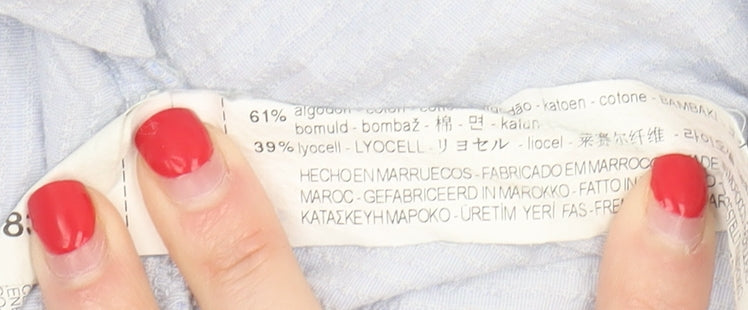 61% algodón - coton - katoen - cotone - ΒΑΜΒΑΚΙ
bomuld - bombaž - 棉 - 면 - katun
39% lyocell - LYOCELL - リヨセル - liocel - 莱赛尔纤维 -
HECHO EN MARRUECOS - FABRICADO EM MARROCOS
MAROC - GEFABRICEERD IN MAROKKO - FATTO IN
ΚΑΤΑΣΚΕΥΗ ΜΑΡΟΚΟ - ÜRETİM YERİ FAS -